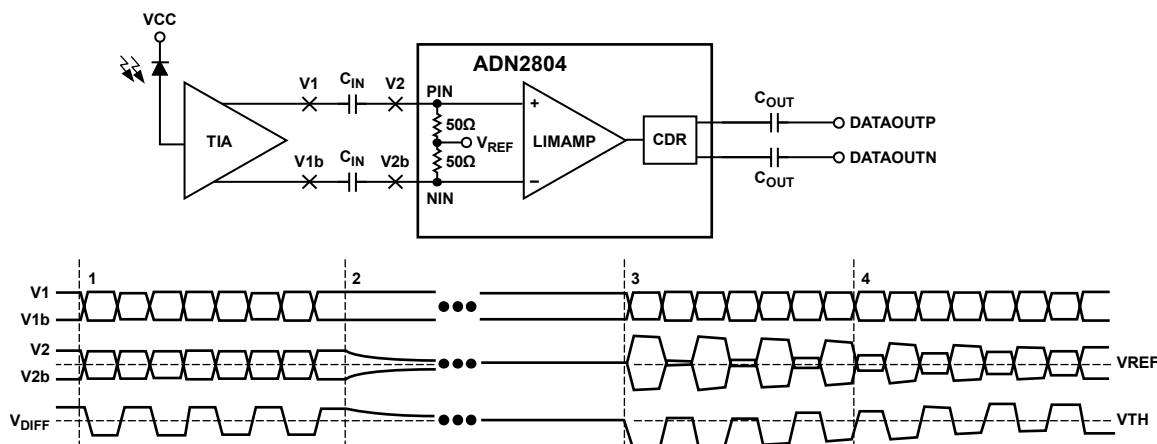 VCC
ADN2804
V1 C_IN V2 PIN
50Ω
TIA V_REF LIMAMP CDR
50Ω
+
−
V1b C_IN V2b
NIN
C_OUT
DATAOUTP
DATAOUTN
C_OUT
1 2 3 4
V1
V1b
V2
VREF
V2b
V_DIFF VTH